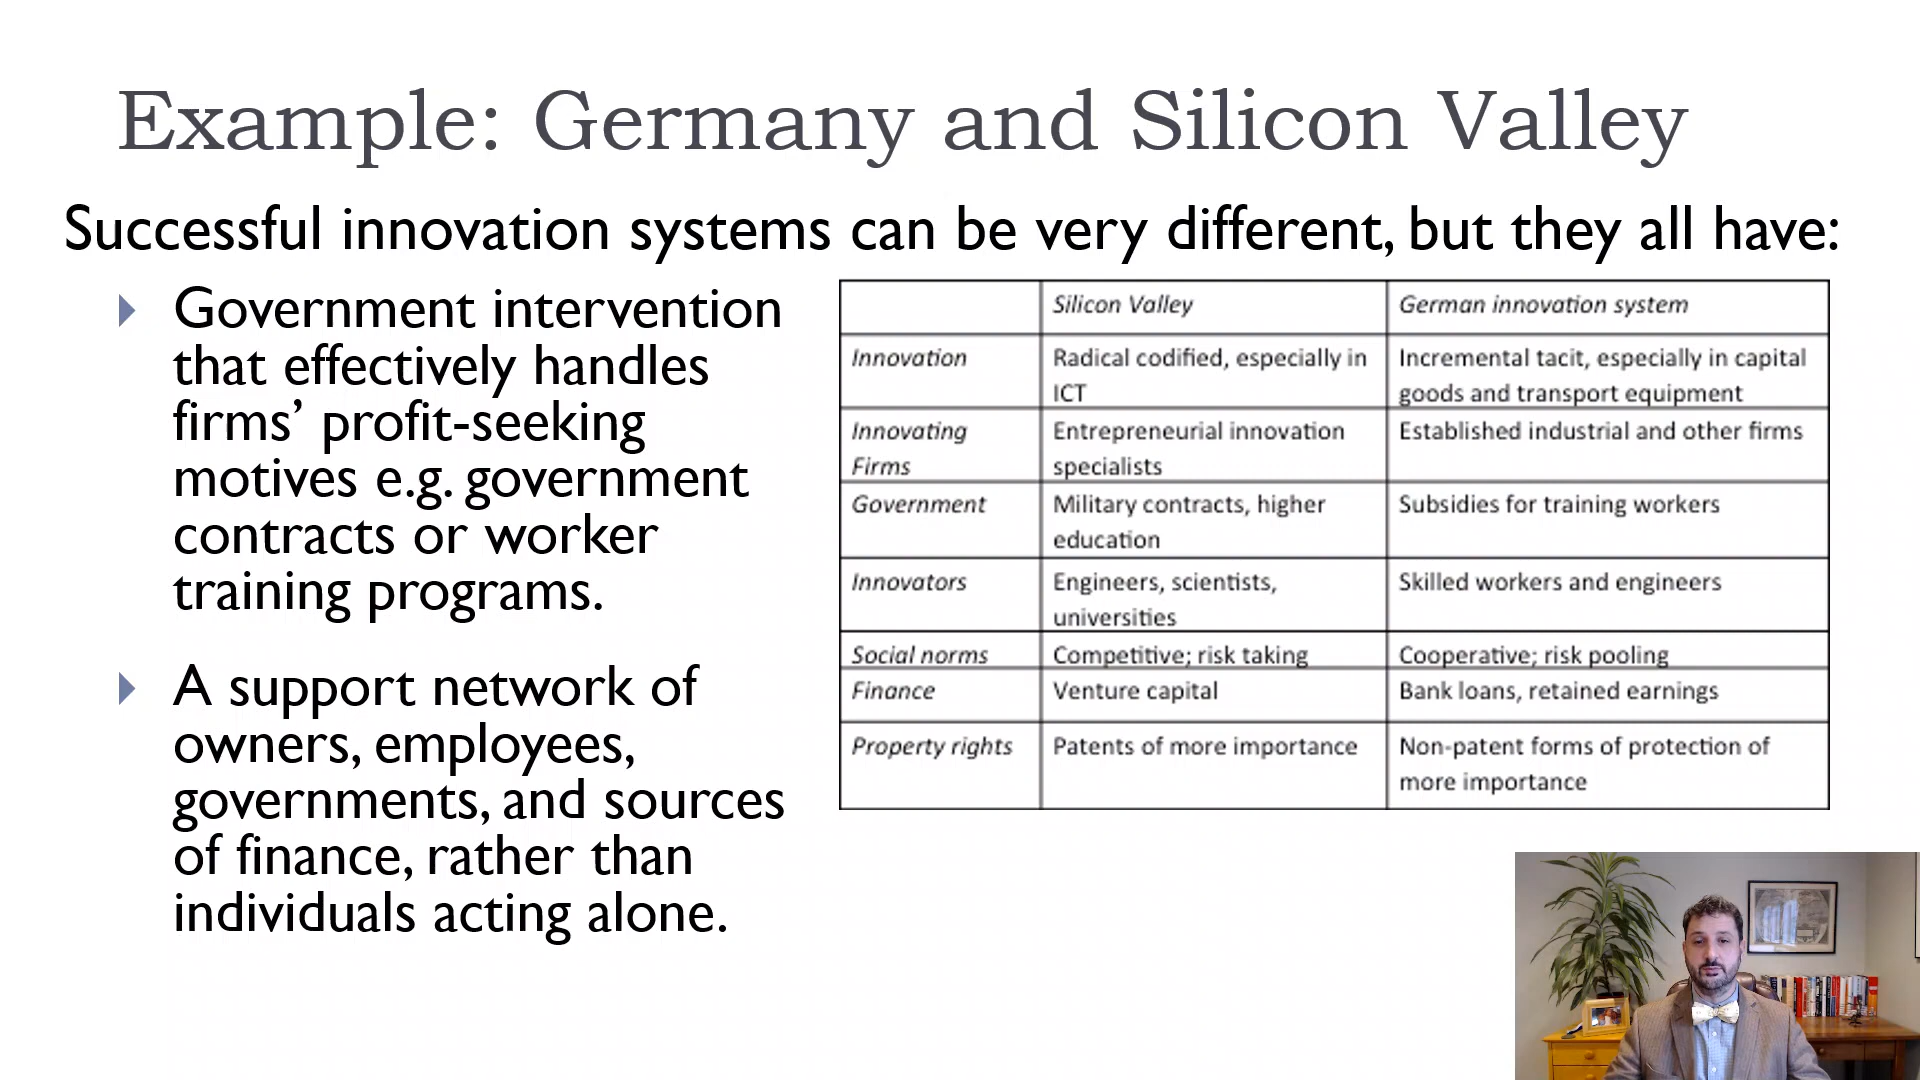 Example: Germany and Silicon Valley
Successful innovation systems can be very different, but they all have:
Government intervention
that effectively handles
firms’ profit-seeking
motives e.g. government
contracts or worker
training programs.
A support network of
owners, employees,
governments, and sources
of finance, rather than
individuals acting alone.
Silicon Valley German innovation system
Innovation Radical codified, especially in Incremental tacit, especially in capital
ICT goods and transport equipment
Innovating Entrepreneurial innovation Established industrial and other firms
Firms specialists
Government Military contracts, higher Subsidies for training workers
education
Innovators Engineers, scientists, Skilled workers and engineers
universities
Social norms Competitive; risk taking Cooperative; risk pooling
Finance Venture capital Bank loans, retained earnings
Property rights Patents of more importance Non-patent forms of protection of
more importance